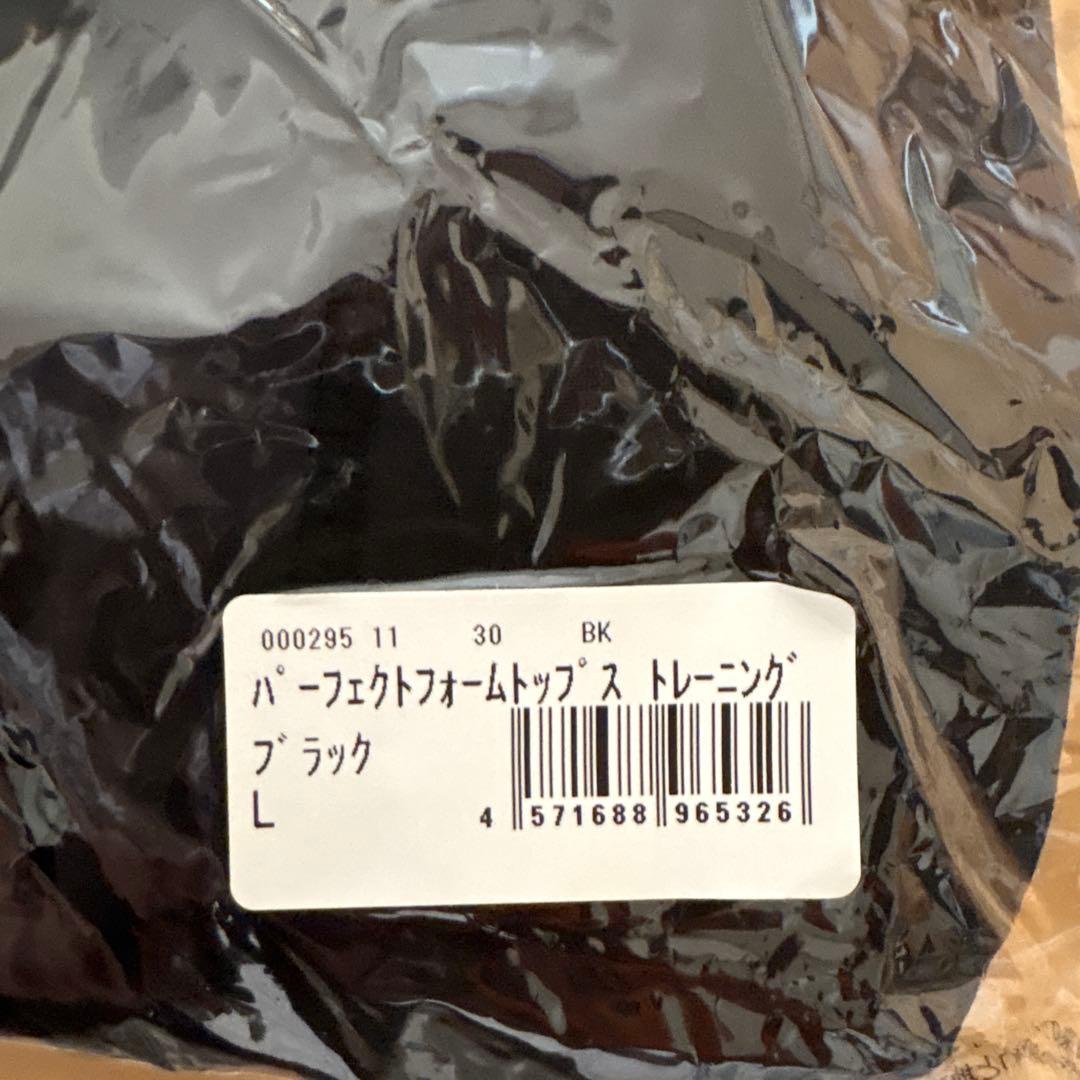 000295 11 30 BK
ﾊﾟｰﾌｪｸﾄﾌｫｰﾑﾄｯﾌﾟｽ ﾄﾚｰﾆﾝｸﾞ
ﾌﾞﾗｯｸ
L
4 571688 965326